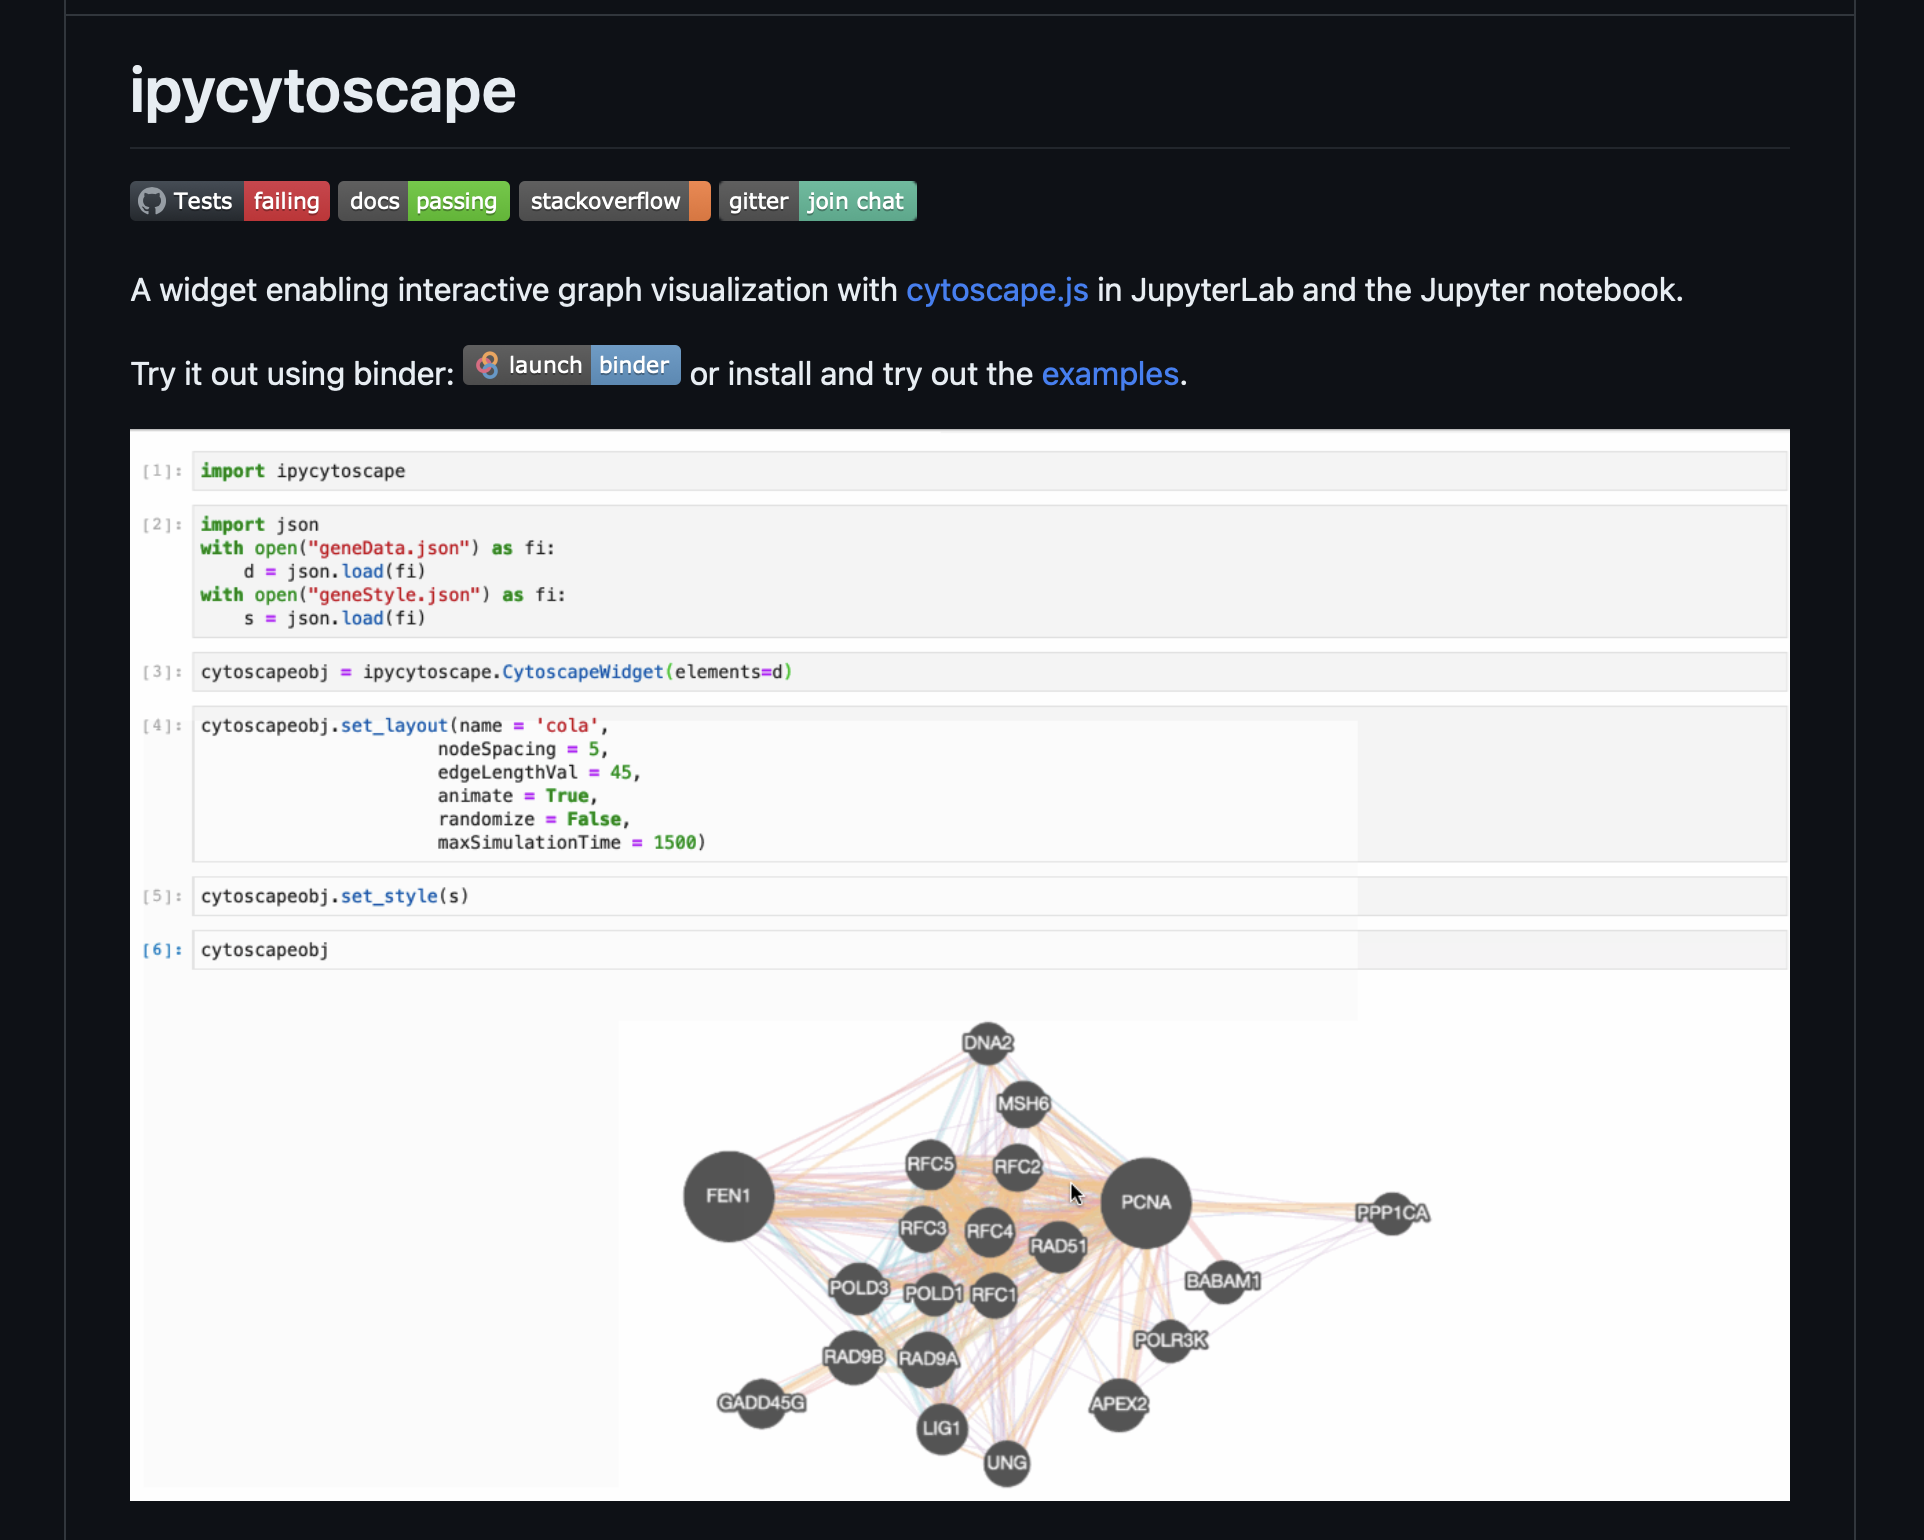 ipycytoscape
Tests failing docs passing stackoverflow gitter join chat
A widget enabling interactive graph visualization with cytoscape.js in JupyterLab and the Jupyter notebook.
Try it out using binder: launch binder or install and try out the examples.
[1]: import ipycytoscape
[2]: import json
with open("geneData.json") as fi:
    d = json.load(fi)
with open("geneStyle.json") as fi:
    s = json.load(fi)
[3]: cytoscapeobj = ipycytoscape.CytoscapeWidget(elements=d)
[4]: cytoscapeobj.set_layout(name = 'cola',
nodeSpacing = 5,
edgeLengthVal = 45,
animate = True,
randomize = False,
maxSimulationTime = 1500)
[5]: cytoscapeobj.set_style(s)
[6]: cytoscapeobj
DNA2
MSH6
RFC5 RFC2
FEN1 PCNA
PPP1CA
RFC3 RFC4
RAD51
BABAM1
POLD3 POLD1 RFC1
POLR3K
RAD9B RAD9A
GADD45G APEX2
LIG1
UNG